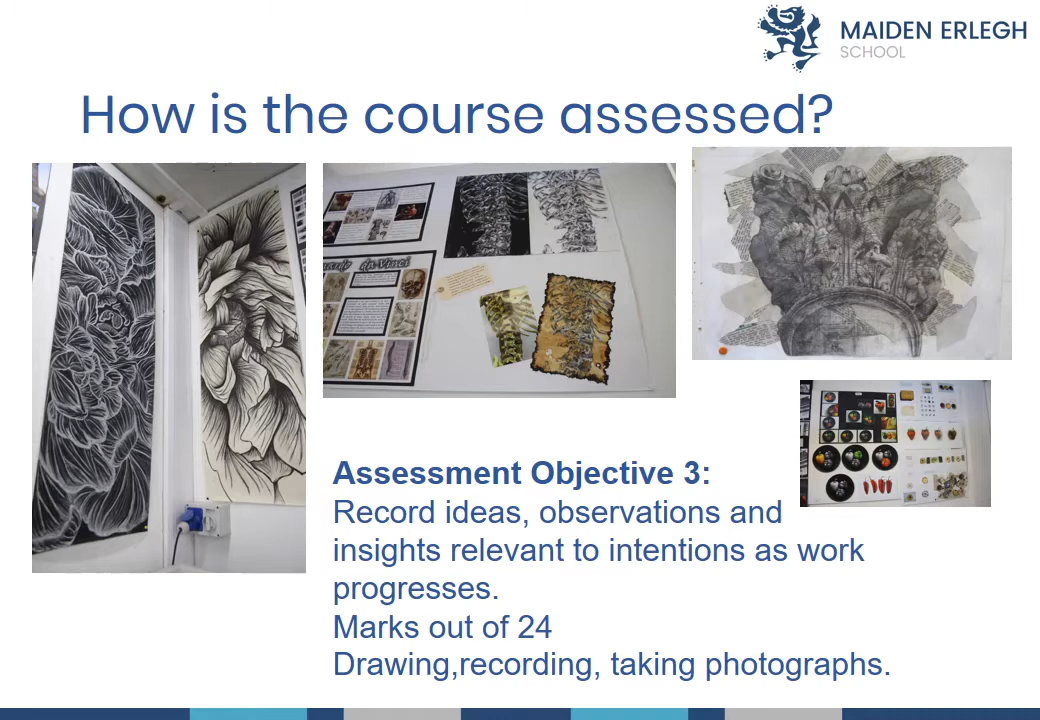 MAIDEN ERLEGH
SCHOOL
How is the course assessed?
Assessment Objective 3:
Record ideas, observations and
insights relevant to intentions as work
progresses.
Marks out of 24
Drawing,recording, taking photographs.